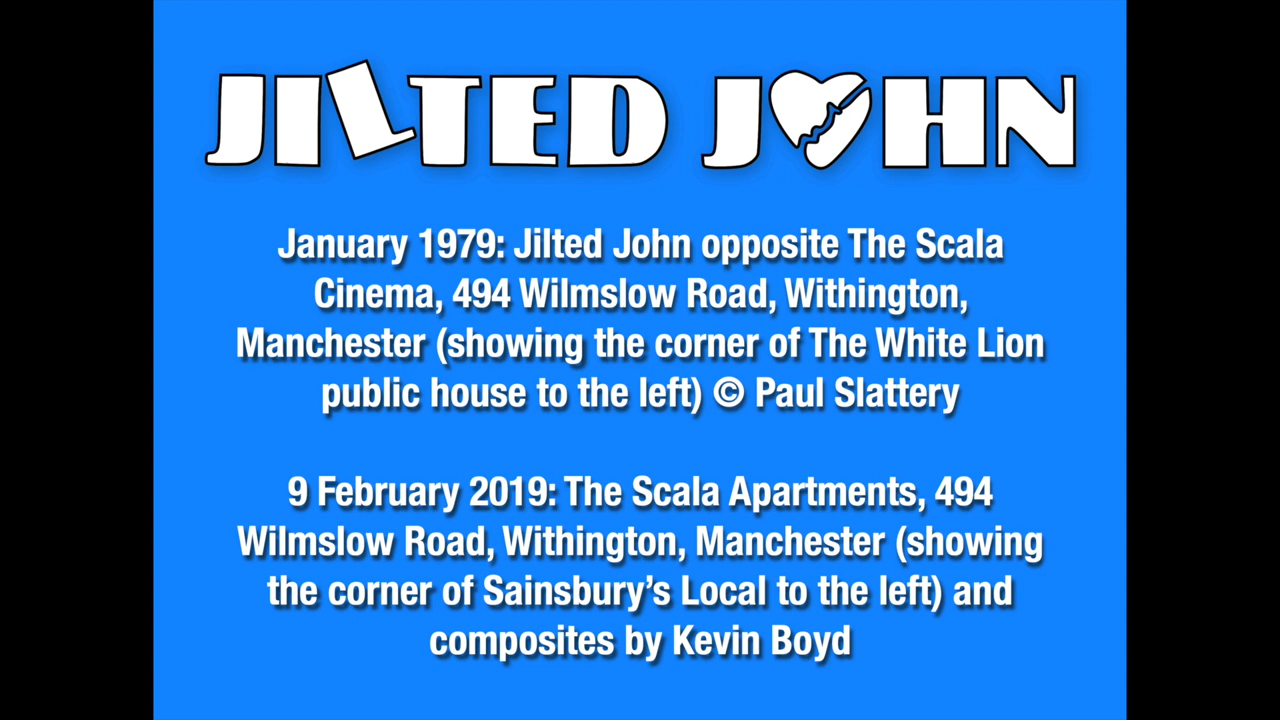 JILTED JOHN
January 1979: Jilted John opposite The Scala
Cinema, 494 Wilmslow Road, Withington,
Manchester (showing the corner of The White Lion
public house to the left) © Paul Slattery
9 February 2019: The Scala Apartments, 494
Wilmslow Road, Withington, Manchester (showing
the corner of Sainsbury’s Local to the left) and
composites by Kevin Boyd